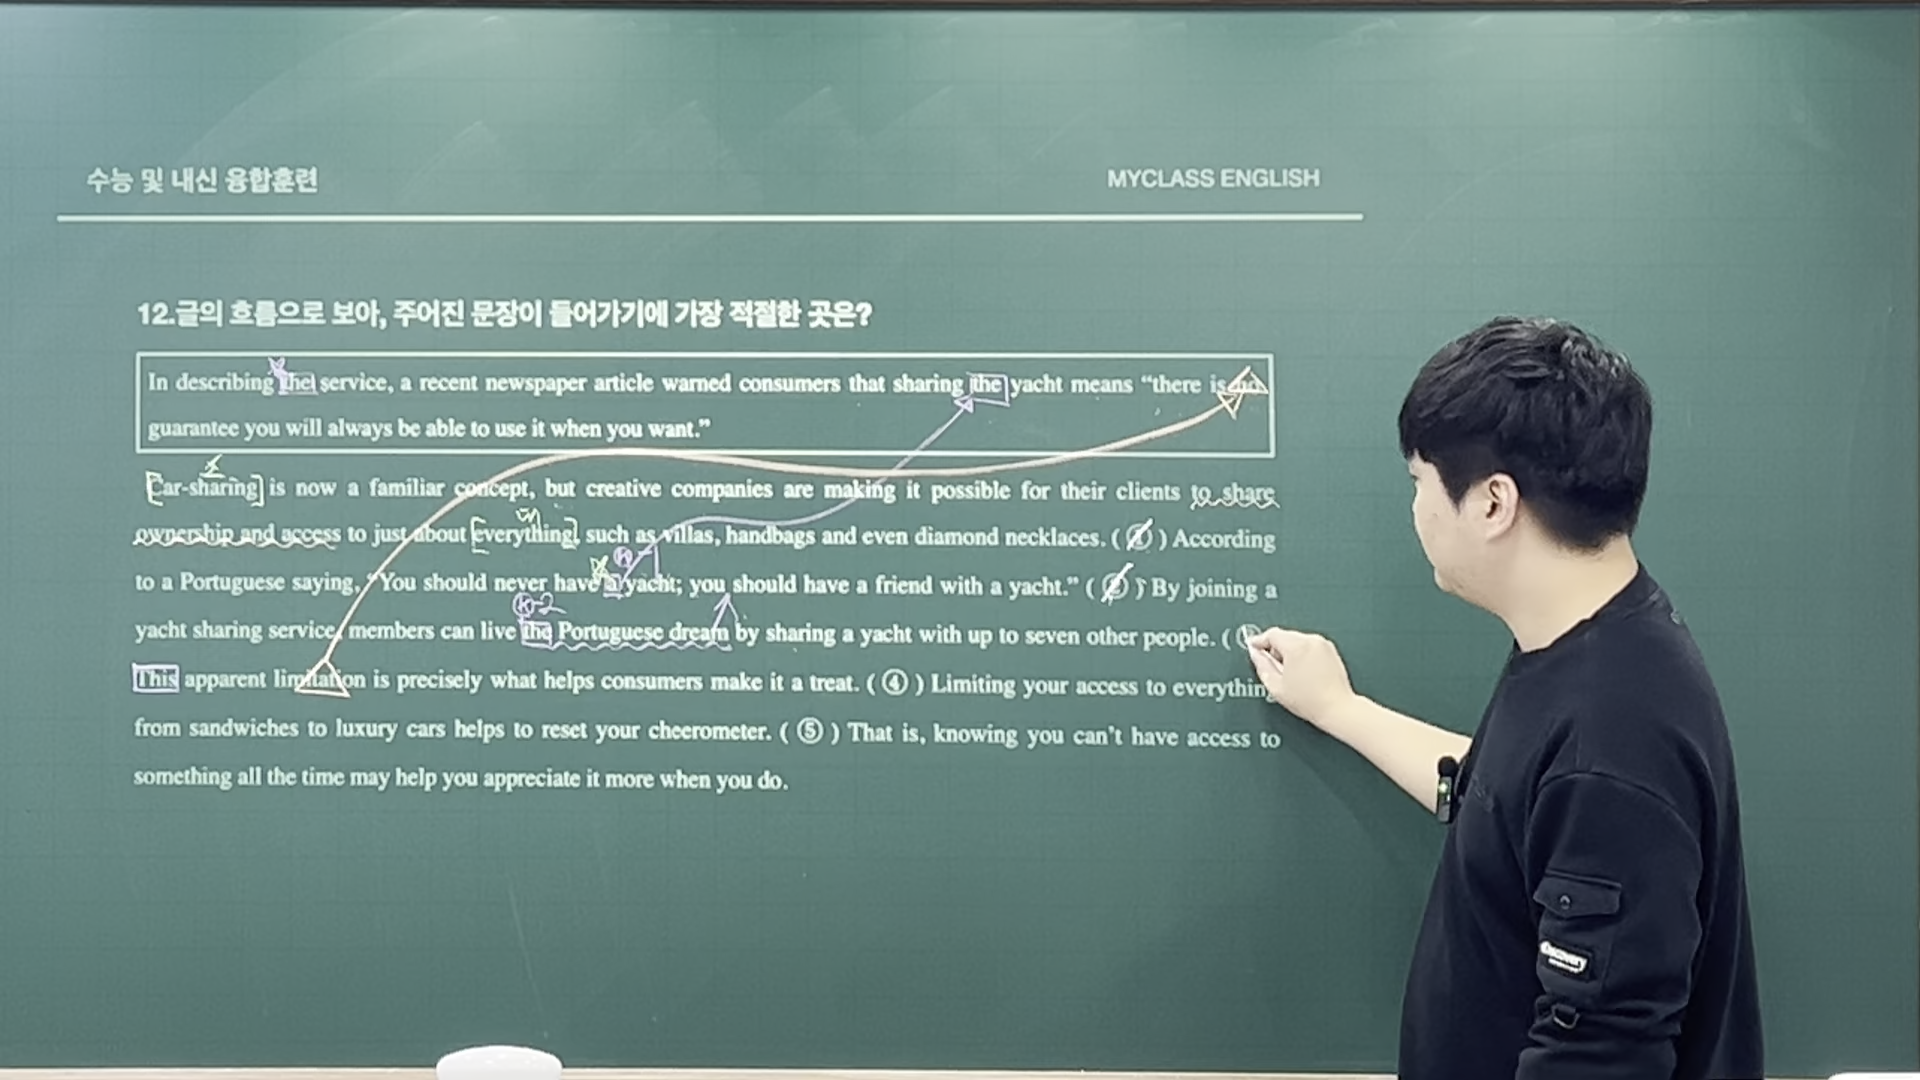 수능 및 내신 융합훈련
MYCLASS ENGLISH
12.글의 흐름으로 보아, 주어진 문장이 들어가기에 가장 적절한 곳은?
In describing the service, a recent newspaper article warned consumers that sharing the yacht means “there is no
guarantee you will always be able to use it when you want.”
Car-sharing is now a familiar concept, but creative companies are making it possible for their clients to share
ownership and access to just about everything, such as villas, handbags and even diamond necklaces. ( ① ) According
to a Portuguese saying, “You should never have a yacht; you should have a friend with a yacht.” ( ② ) By joining a
yacht sharing service, members can live the Portuguese dream by sharing a yacht with up to seven other people. (
This apparent limitation is precisely what helps consumers make it a treat. ( ④ ) Limiting your access to everything
from sandwiches to luxury cars helps to reset your cheerometer. ( ⑤ ) That is, knowing you can’t have access to
something all the time may help you appreciate it more when you do.